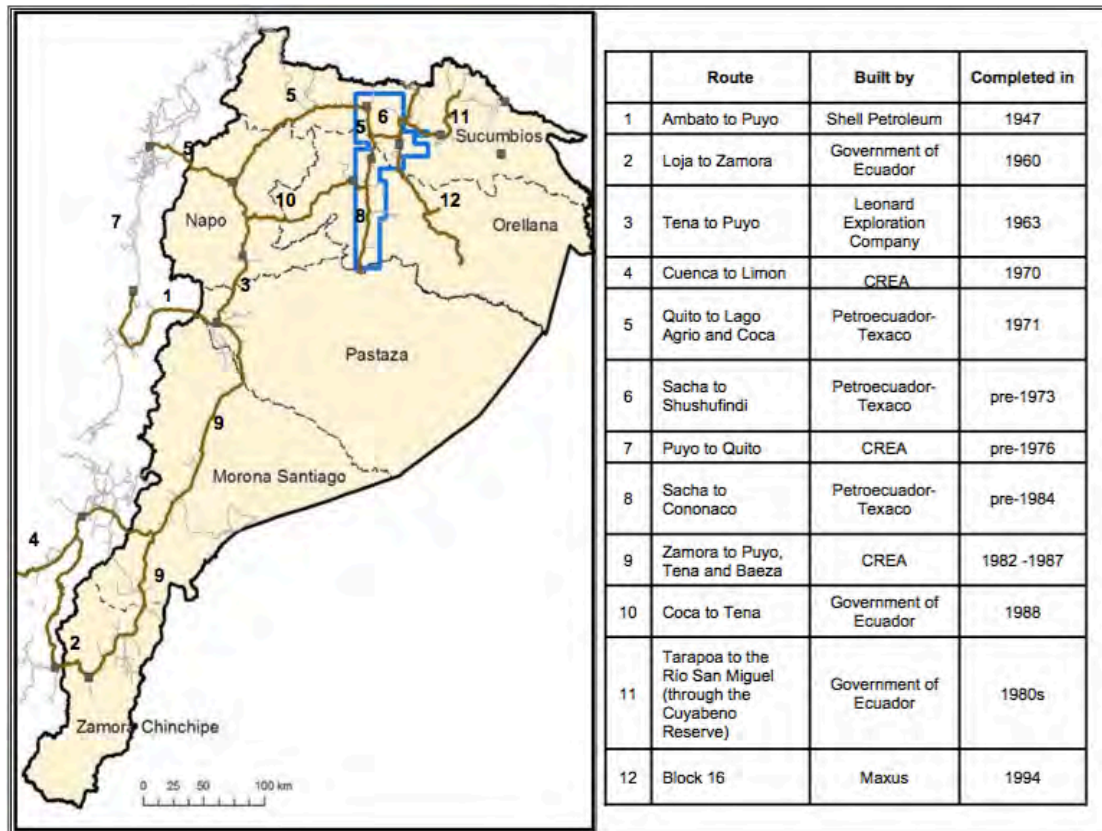 5
6
11
5
Sucumbios
5
10
12
7
Napo
8
Orellana
3
1
Pastaza
9
Morona Santiago
4
9
2
Zamora Chinchipe
0 25 50 100 km
Route Built by Completed in
1 Ambato to Puyo Shell Petroleum 1947
2 Loja to Zamora Government of
Ecuador 1960
3 Tena to Puyo Leonard
Exploration
Company 1963
4 Cuenca to Limon CREA 1970
5 Quito to Lago
Agrio and Coca Petroecuador-
Texaco 1971
6 Sacha to
Shushufindi Petroecuador-
Texaco pre-1973
7 Puyo to Quito CREA pre-1976
8 Sacha to
Cononaco Petroecuador-
Texaco pre-1984
9 Zamora to Puyo,
Tena and Baeza CREA 1982 -1987
10 Coca to Tena Government of
Ecuador 1988
11 Tarapoa to the
Río San Miguel
(through the
Cuyabeno
Reserve) Government of
Ecuador 1980s
12 Block 16 Maxus 1994